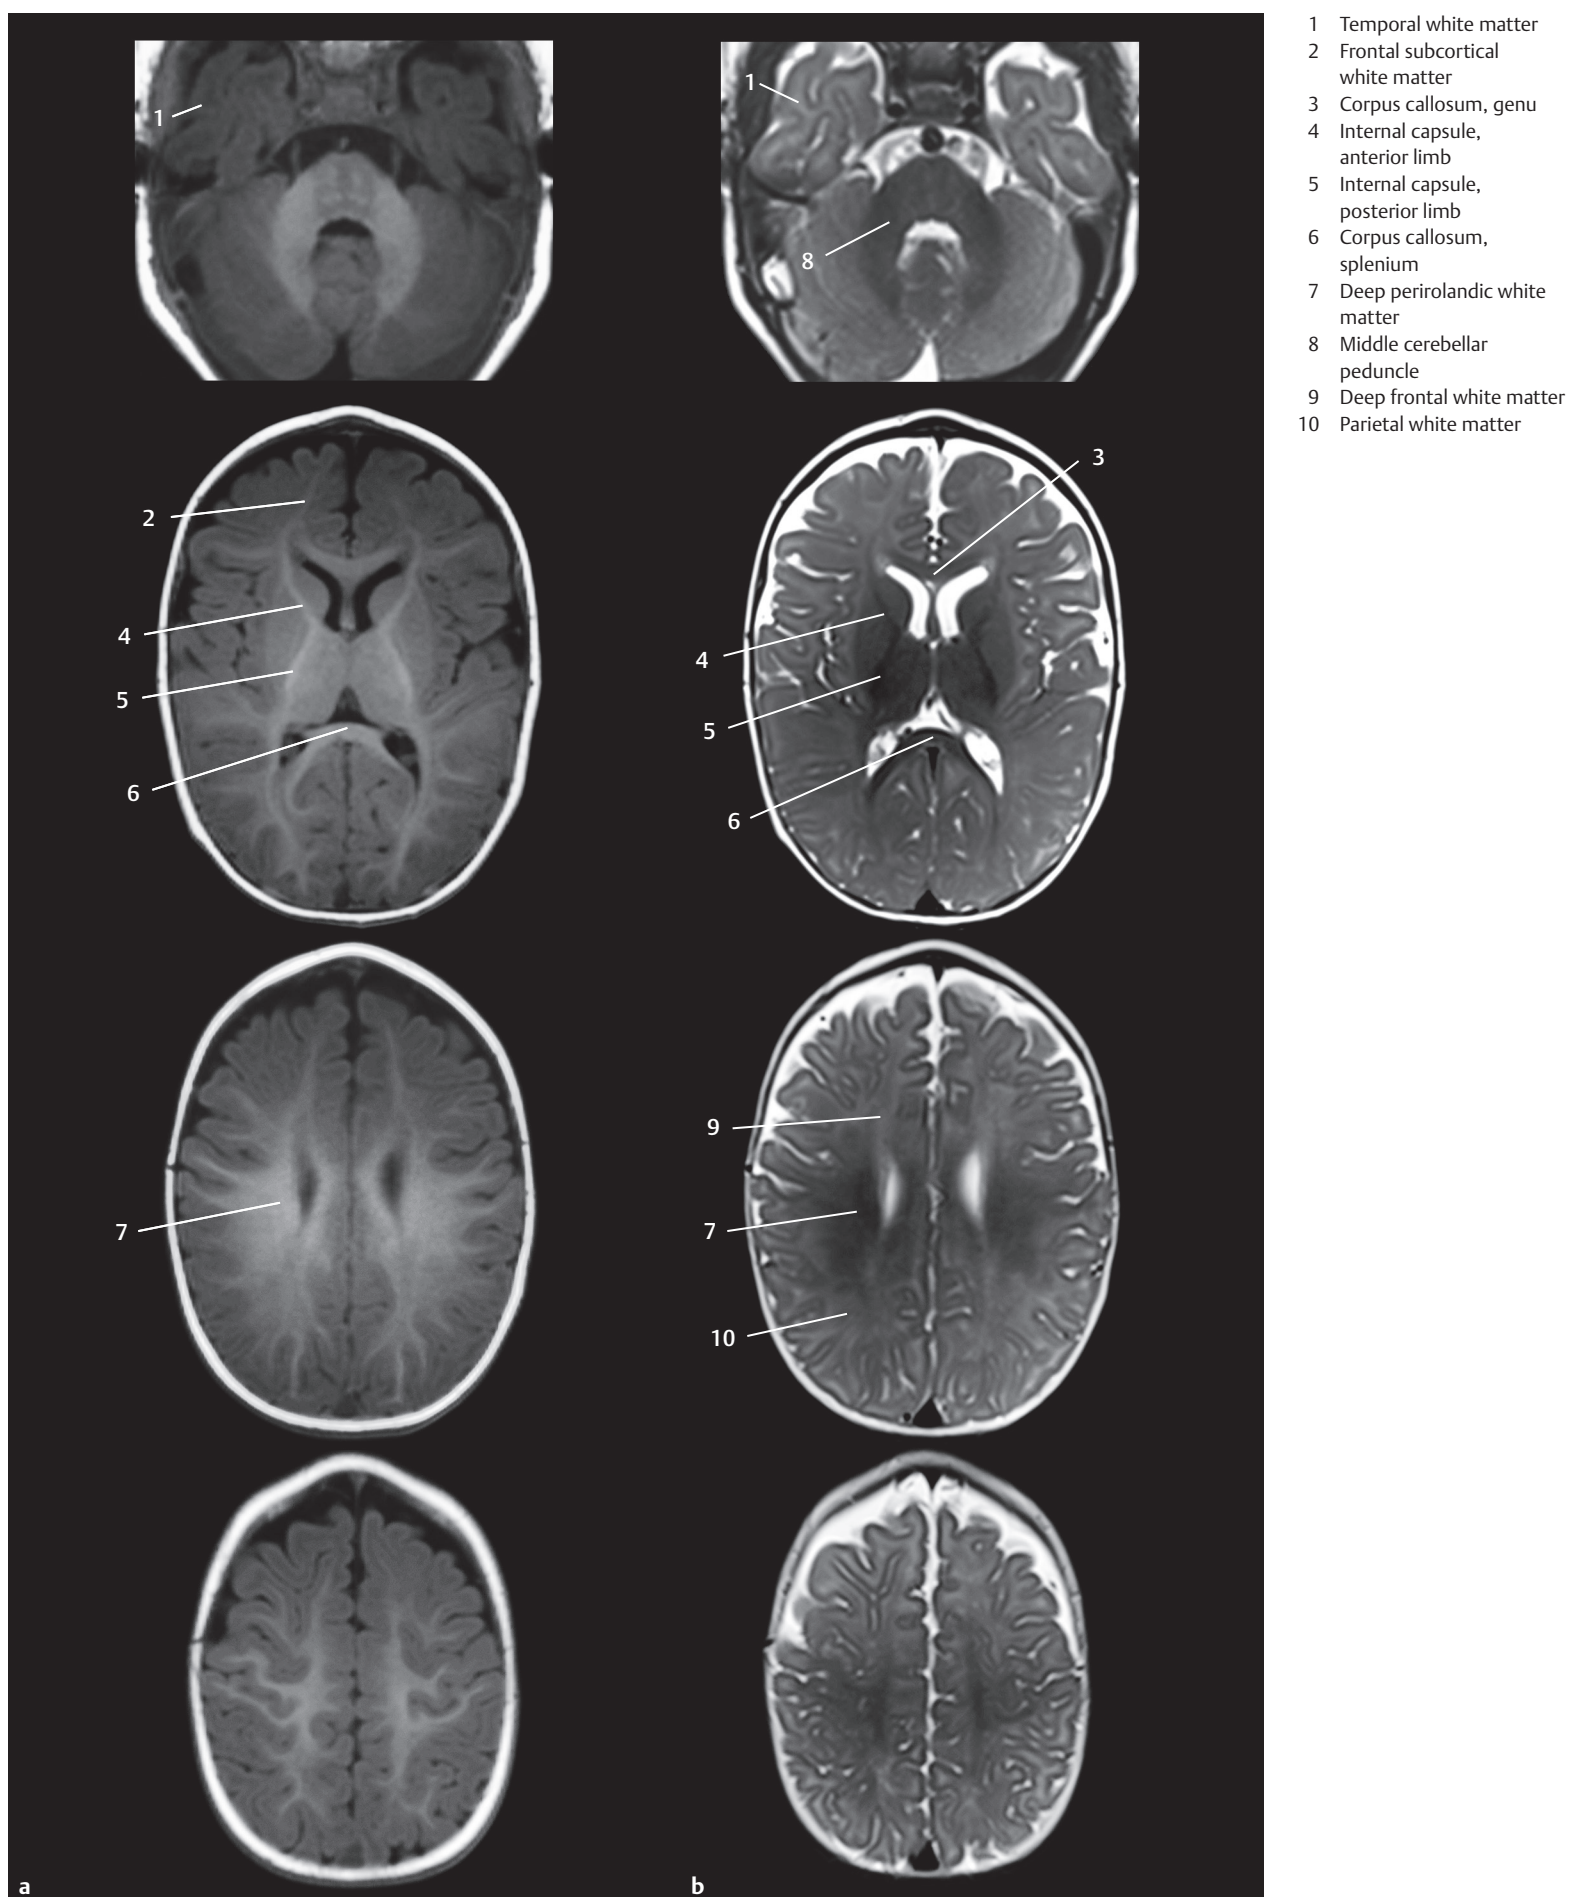 1
1
8
2
3
4
4
5
5
6
6
9
7
7
10
a
b
1 Temporal white matter
2 Frontal subcortical
white matter
3 Corpus callosum, genu
4 Internal capsule,
anterior limb
5 Internal capsule,
posterior limb
6 Corpus callosum,
splenium
7 Deep perirolandic white
matter
8 Middle cerebellar
peduncle
9 Deep frontal white matter
10 Parietal white matter